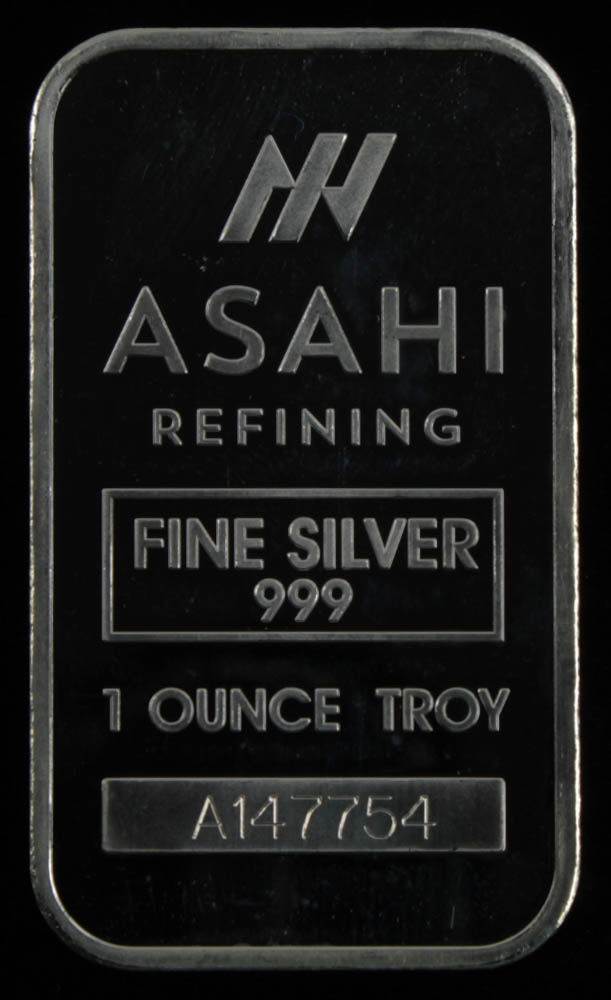 ASAHI
REFINING
FINE SILVER
999
1 OUNCE TROY
A147754